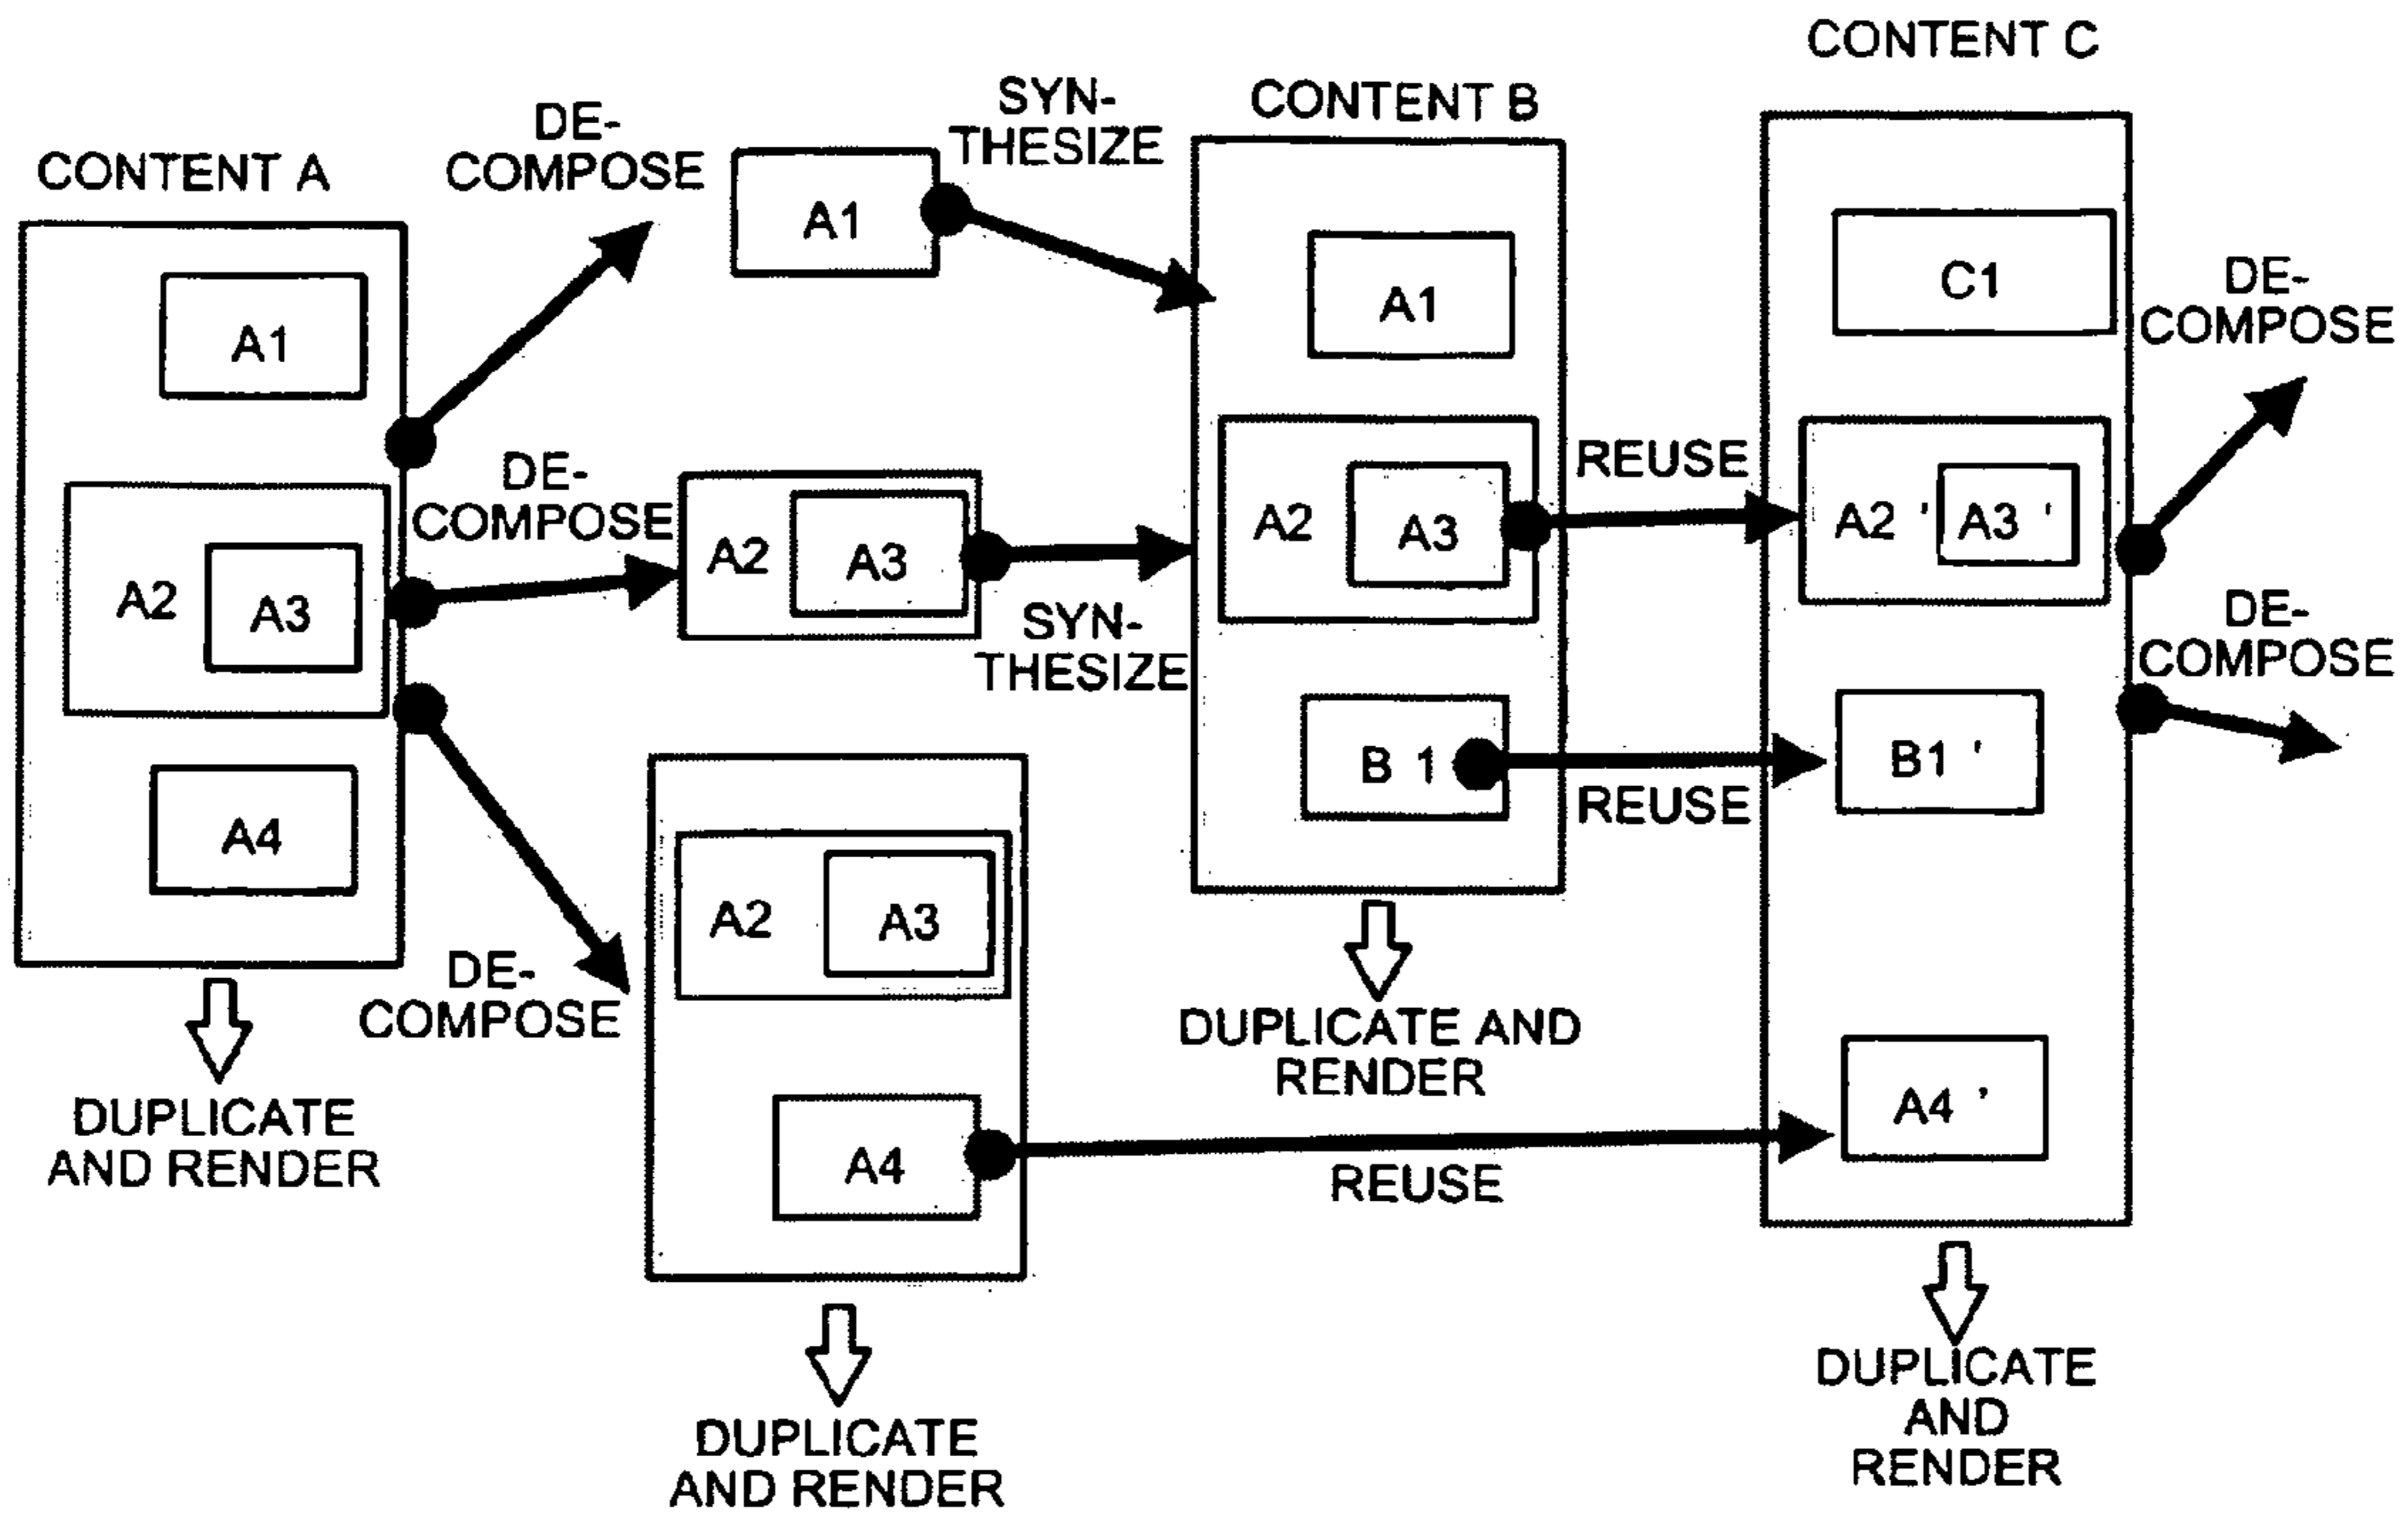 CONTENT A
A1
A2
A3
A4
DUPLICATE
AND RENDER
DE-
COMPOSE
DE-
COMPOSE
DE-
COMPOSE
A1
SYN-
THESIZE
A2
A3
SYN-
THESIZE
A2
A3
A4
DUPLICATE
AND RENDER
CONTENT B
A1
A2
A3
B 1
DUPLICATE AND
RENDER
REUSE
REUSE
REUSE
CONTENT C
C1
A2 '
A3 '
B1 '
A4 '
DUPLICATE
AND
RENDER
DE-
COMPOSE
DE-
COMPOSE